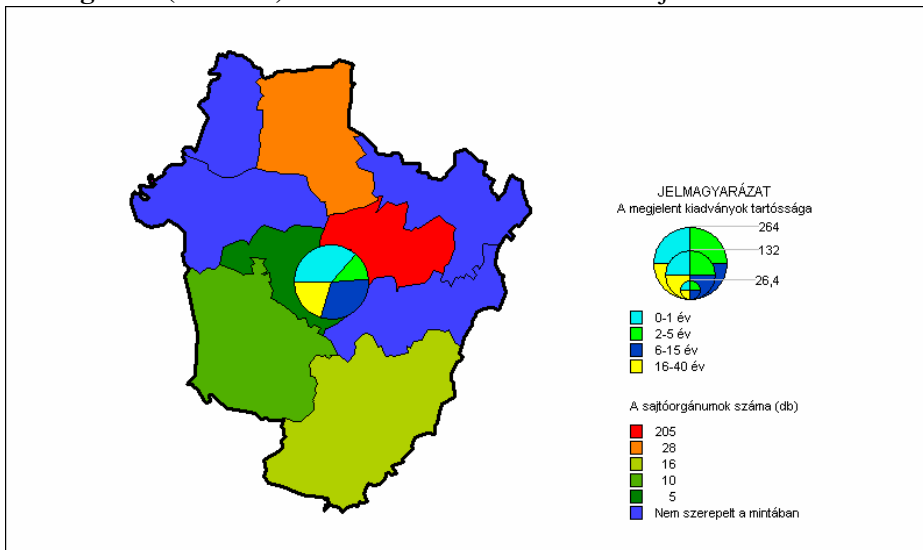 JELMAGYARÁZAT
A megjelent kiadványok tartóssága
264
132
26,4
0-1 év
2-5 év
6-15 év
16-40 év
A sajtóorgánumok száma (db)
205
28
16
10
5
Nem szerepelt a mintában